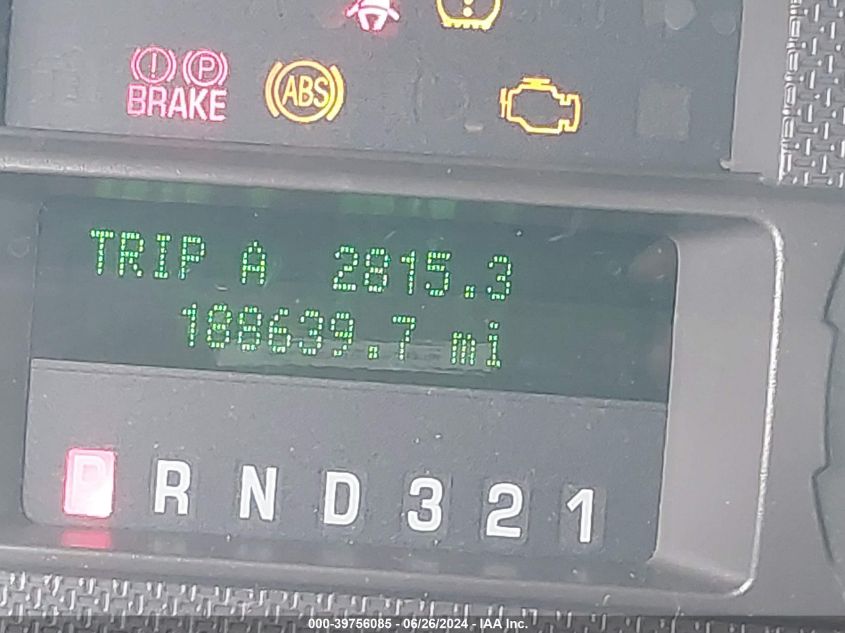 ! P
BRAKE
ABS
!
TRIP A 2815.3
188639.7 mi
P R N D 3 2 1
000-39756085 - 06/26/2024 - IAA Inc.